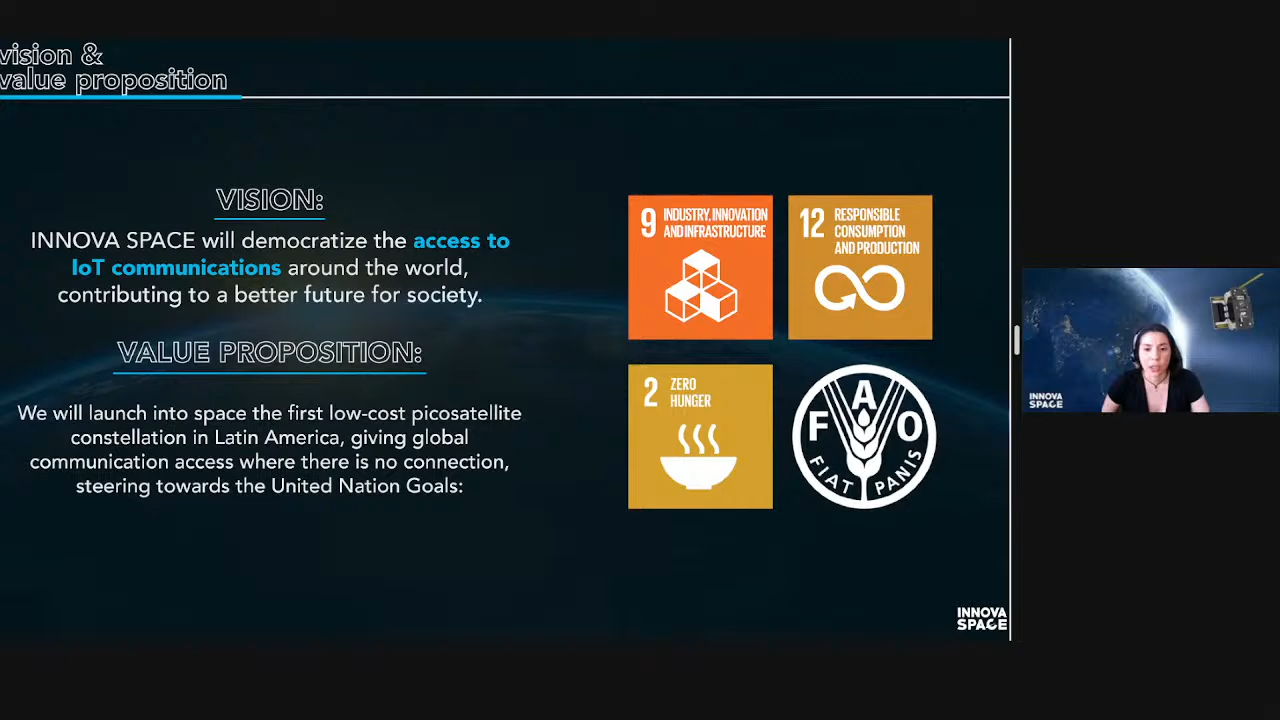 vision &
value proposition
VISION:
INNOVA SPACE will democratize the access to
IoT communications around the world,
contributing to a better future for society.
VALUE PROPOSITION:
We will launch into space the first low-cost picosatellite
constellation in Latin America, giving global
communication access where there is no connection,
steering towards the United Nation Goals:
9 INDUSTRY, INNOVATION
AND INFRASTRUCTURE
12 RESPONSIBLE
CONSUMPTION
AND PRODUCTION
2 ZERO
HUNGER
F A O
FIAT PANIS
INNOVA
SPACE
INNOVA
SPACE